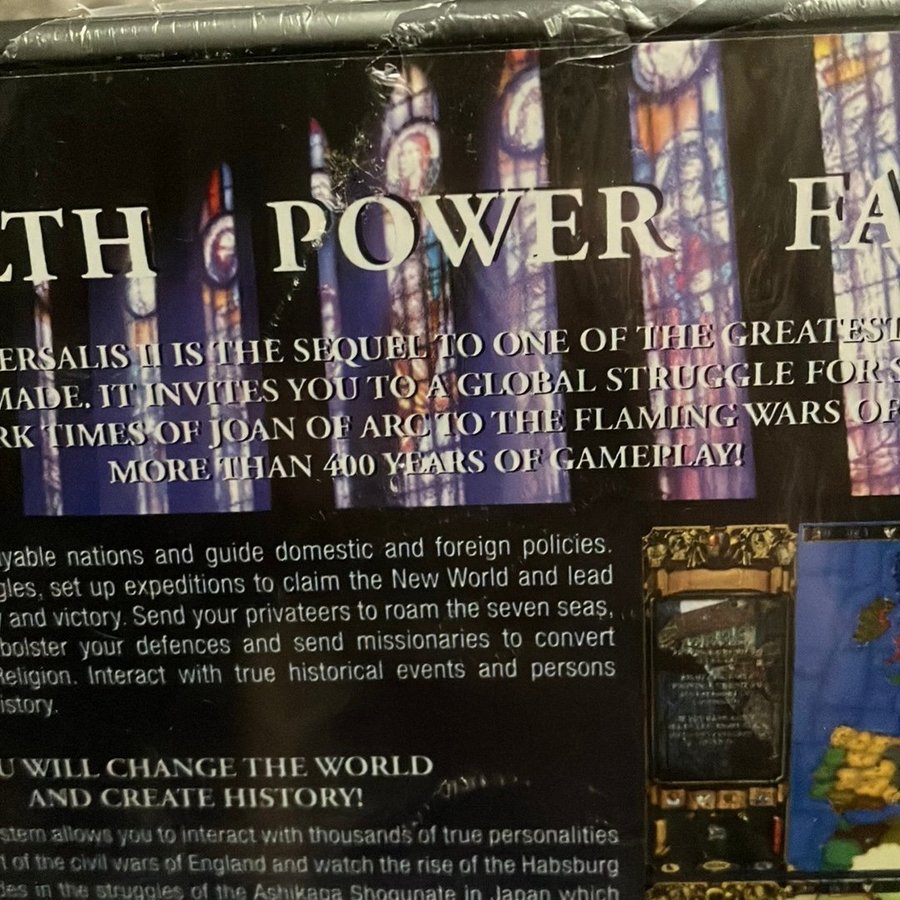 LTH POWER FA
ERSALIS II IS THE SEQUEL TO ONE OF THE GREATEST
MADE. IT INVITES YOU TO A GLOBAL STRUGGLE FOR S
RK TIMES OF JOAN OF ARC TO THE FLAMING WARS OF
MORE THAN 400 YEARS OF GAMEPLAY!
yable nations and guide domestic and foreign policies.
gles, set up expeditions to claim the New World and lead
y and victory. Send your privateers to roam the seven seas,
bolster your defences and send missionaries to convert
Religion. Interact with true historical events and persons
istory.
U WILL CHANGE THE WORLD
AND CREATE HISTORY!
stem allows you to interact with thousands of true personalities
t of the civil wars of England and watch the rise of the Habsburg
des in the struggles of the Ashikaga Shogunate in Japan which